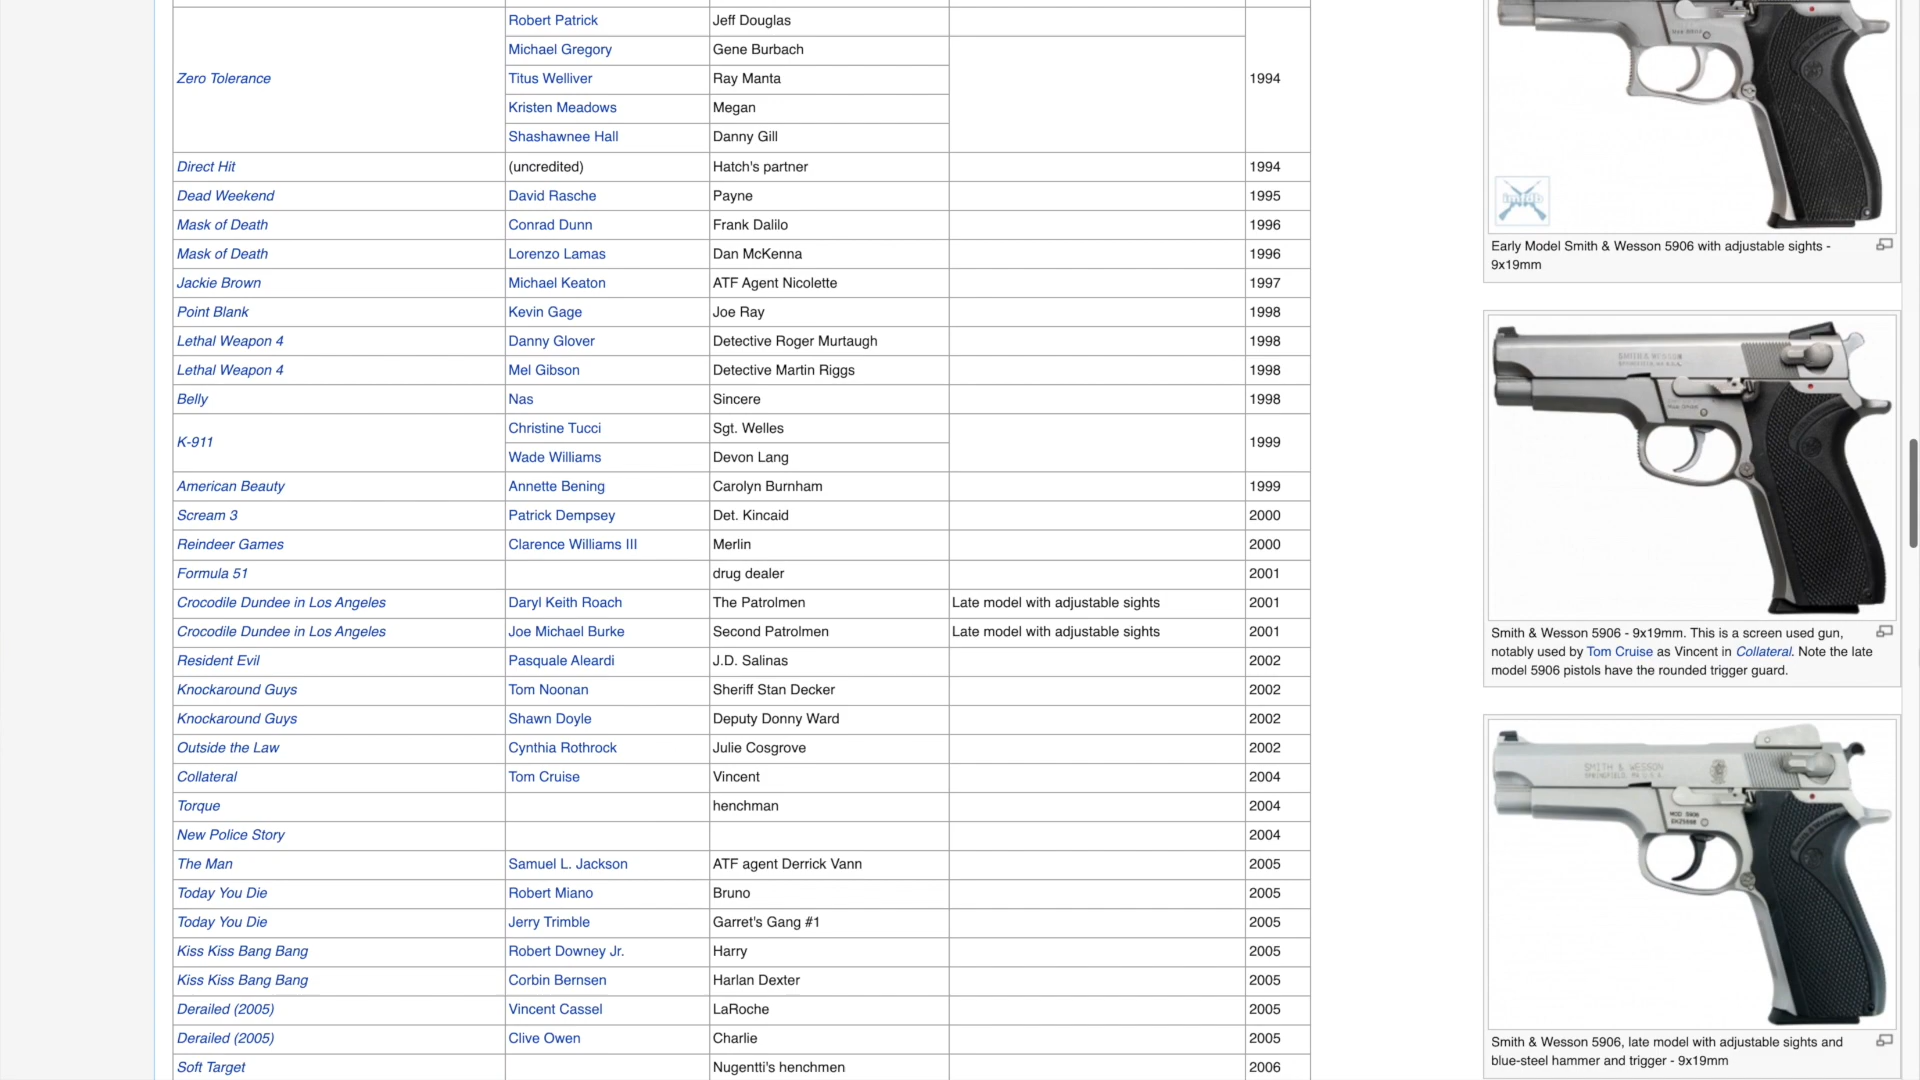 Robert Patrick Jeff Douglas
Michael Gregory Gene Burbach
Zero Tolerance Titus Welliver Ray Manta 1994
Kristen Meadows Megan
Shashawnee Hall Danny Gill
Direct Hit (uncredited) Hatch's partner 1994
Dead Weekend David Rasche Payne 1995
Mask of Death Conrad Dunn Frank Dalilo 1996
Mask of Death Lorenzo Lamas Dan McKenna 1996
Jackie Brown Michael Keaton ATF Agent Nicolette 1997
Point Blank Kevin Gage Joe Ray 1998
Lethal Weapon 4 Danny Glover Detective Roger Murtaugh 1998
Lethal Weapon 4 Mel Gibson Detective Martin Riggs 1998
Belly Nas Sincere 1998
Christine Tucci Sgt. Welles
K-911 1999
Wade Williams Devon Lang
American Beauty Annette Bening Carolyn Burnham 1999
Scream 3 Patrick Dempsey Det. Kincaid 2000
Reindeer Games Clarence Williams III Merlin 2000
Formula 51 drug dealer 2001
Crocodile Dundee in Los Angeles Daryl Keith Roach The Patrolmen Late model with adjustable sights 2001
Crocodile Dundee in Los Angeles Joe Michael Burke Second Patrolmen Late model with adjustable sights 2001
Resident Evil Pasquale Aleardi J.D. Salinas 2002
Knockaround Guys Tom Noonan Sheriff Stan Decker 2002
Knockaround Guys Shawn Doyle Deputy Donny Ward 2002
Outside the Law Cynthia Rothrock Julie Cosgrove 2002
Collateral Tom Cruise Vincent 2004
Torque henchman 2004
New Police Story 2004
The Man Samuel L. Jackson ATF agent Derrick Vann 2005
Today You Die Robert Miano Bruno 2005
Today You Die Jerry Trimble Garret's Gang #1 2005
Kiss Kiss Bang Bang Robert Downey Jr. Harry 2005
Kiss Kiss Bang Bang Corbin Bernsen Harlan Dexter 2005
Derailed (2005) Vincent Cassel LaRoche 2005
Derailed (2005) Clive Owen Charlie 2005
Soft Target Nugentti's henchmen 2006
imfdb
Early Model Smith & Wesson 5906 with adjustable sights -
9x19mm
SMITH & WESSON
Smith & Wesson 5906 - 9x19mm. This is a screen used gun,
notably used by Tom Cruise as Vincent in Collateral. Note the late
model 5906 pistols have the rounded trigger guard.
SMITH & WESSON
SPRINGFIELD, MA U.S.A.
MOD. 5906
Smith & Wesson 5906, late model with adjustable sights and
blue-steel hammer and trigger - 9x19mm